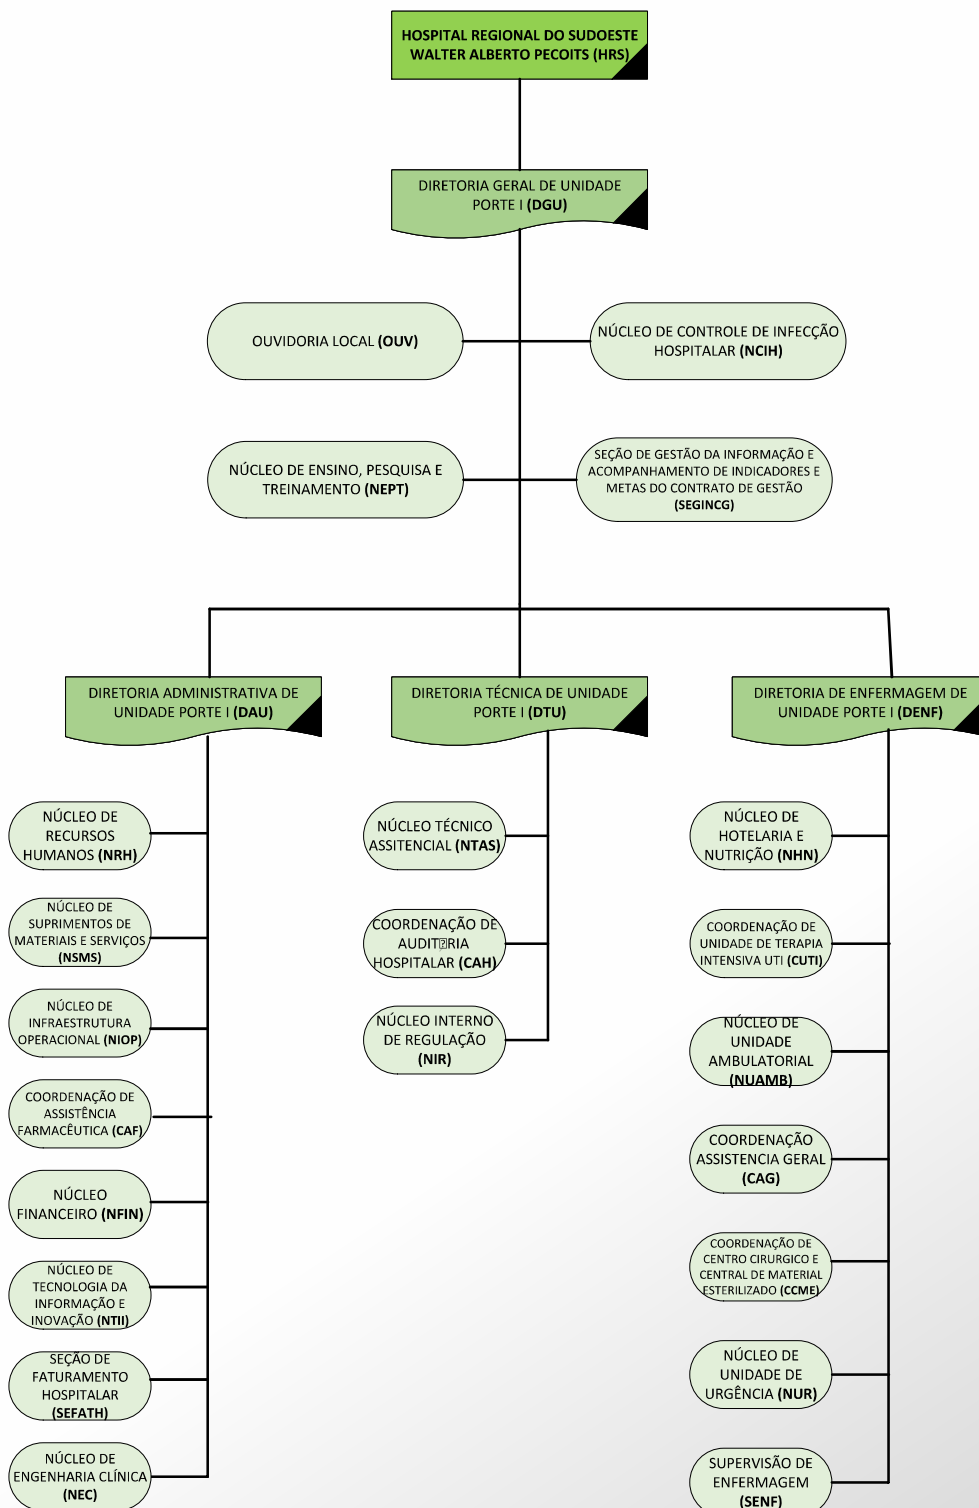 HOSPITAL REGIONAL DO SUDOESTE
WALTER ALBERTO PECOITS (HRS)
DIRETORIA GERAL DE UNIDADE
PORTE I (DGU)
OUVIDORIA LOCAL (OUV)
NÚCLEO DE CONTROLE DE INFECÇÃO
HOSPITALAR (NCIH)
NÚCLEO DE ENSINO, PESQUISA E
TREINAMENTO (NEPT)
SEÇÃO DE GESTÃO DA INFORMAÇÃO E
ACOMPANHAMENTO DE INDICADORES E
METAS DO CONTRATO DE GESTÃO
(SEGINCG)
DIRETORIA ADMINISTRATIVA DE
UNIDADE PORTE I (DAU)
DIRETORIA TÉCNICA DE UNIDADE
PORTE I (DTU)
DIRETORIA DE ENFERMAGEM DE
UNIDADE PORTE I (DENF)
NÚCLEO DE
RECURSOS
HUMANOS (NRH)
NÚCLEO DE
SUPRIMENTOS DE
MATERIAIS E SERVIÇOS
(NSMS)
NÚCLEO DE
INFRAESTRUTURA
OPERACIONAL (NIOP)
COORDENAÇÃO DE
ASSISTÊNCIA
FARMACÊUTICA (CAF)
NÚCLEO
FINANCEIRO (NFIN)
NÚCLEO DE
TECNOLOGIA DA
INFORMAÇÃO E
INOVAÇÃO (NTII)
SEÇÃO DE
FATURAMENTO
HOSPITALAR
(SEFATH)
NÚCLEO DE
ENGENHARIA CLÍNICA
(NEC)
NÚCLEO TÉCNICO
ASSITENCIAL (NTAS)
COORDENAÇÃO DE
AUDIT⍰RIA
HOSPITALAR (CAH)
NÚCLEO INTERNO
DE REGULAÇÃO
(NIR)
NÚCLEO DE
HOTELARIA E
NUTRIÇÃO (NHN)
COORDENAÇÃO DE
UNIDADE DE TERAPIA
INTENSIVA UTI (CUTI)
NÚCLEO DE
UNIDADE
AMBULATORIAL
(NUAMB)
COORDENAÇÃO
ASSISTENCIA GERAL
(CAG)
COORDENAÇÃO DE
CENTRO CIRURGICO E
CENTRAL DE MATERIAL
ESTERILIZADO (CCME)
NÚCLEO DE
UNIDADE DE
URGÊNCIA (NUR)
SUPERVISÃO DE
ENFERMAGEM
(SENF)